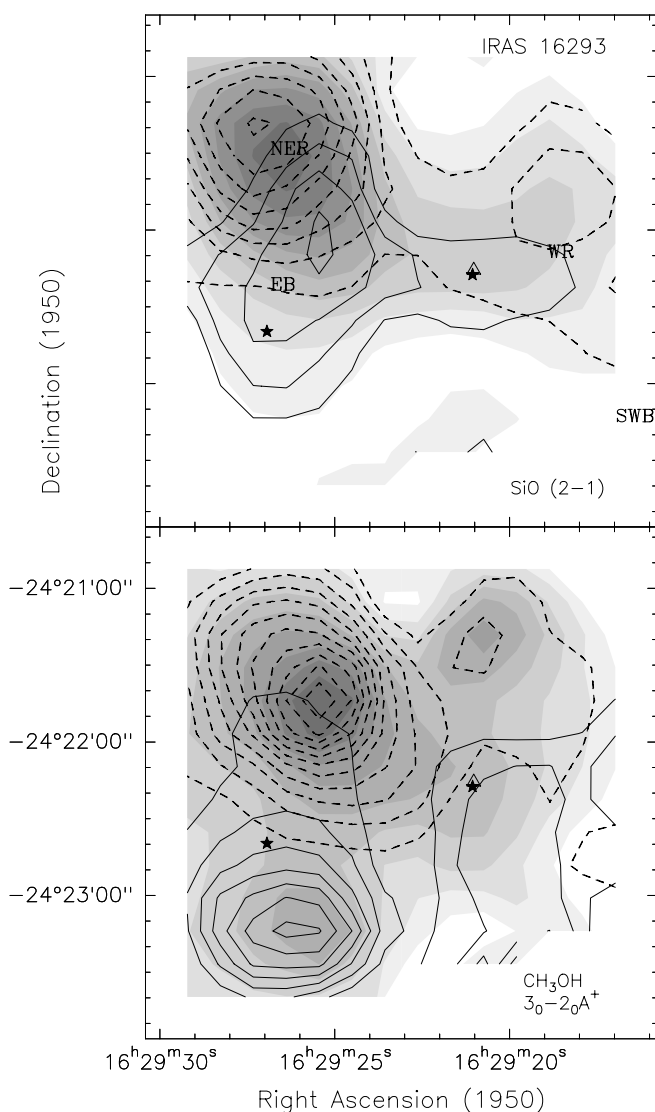 IRAS 16293
NER
WR
EB
SWB
SiO (2−1)
Declination (1950)
−24°21'00''
−24°22'00''
−24°23'00''
CH₃OH
3₀−2₀A⁺
16ʰ29ᵐ30ˢ 16ʰ29ᵐ25ˢ 16ʰ29ᵐ20ˢ
Right Ascension (1950)